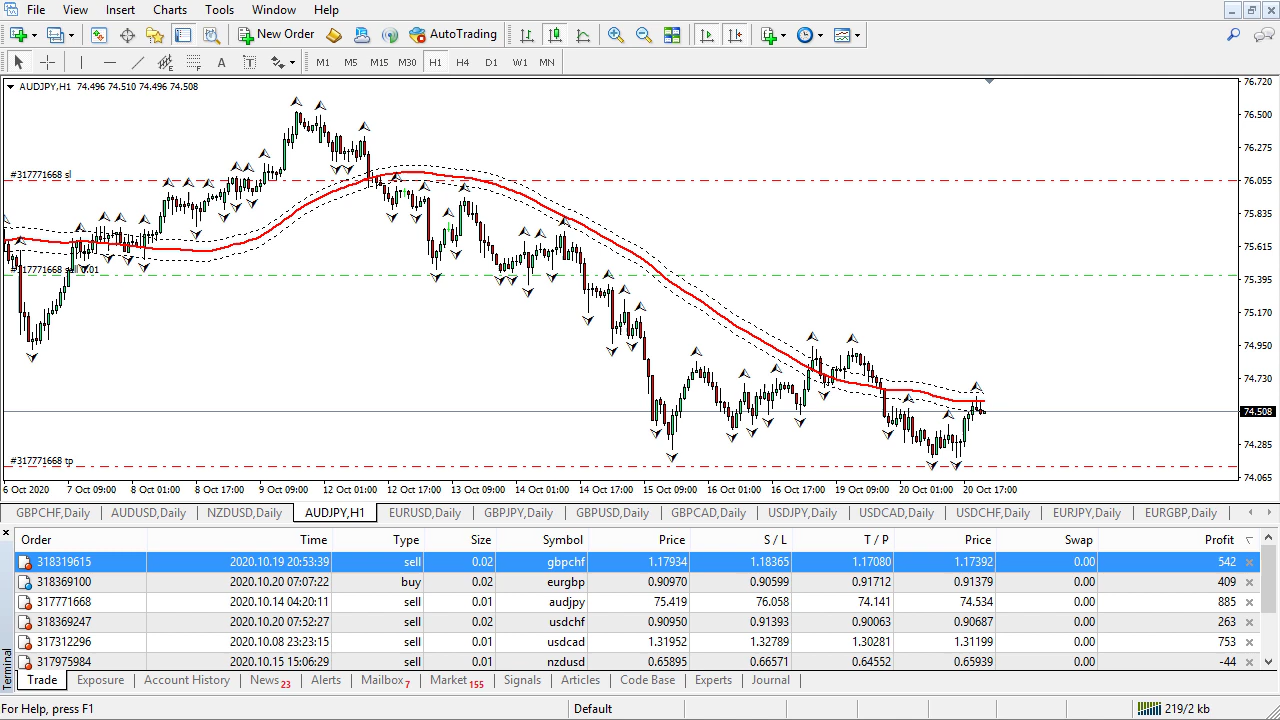 File View Insert Charts Tools Window Help
New Order AutoTrading
A T M1 M5 M15 M30 H1 H4 D1 W1 MN
AUDJPY,H1 74.496 74.510 74.496 74.508
76.720
76.500
76.275
#317771668 sl
76.055
75.835
75.615
#317771668 sell 0.01
75.395
75.170
74.950
74.730
74.508
74.285
#317771668 tp
74.065
6 Oct 2020 7 Oct 09:00 8 Oct 01:00 8 Oct 17:00 9 Oct 09:00 12 Oct 01:00 12 Oct 17:00 13 Oct 09:00 14 Oct 01:00 14 Oct 17:00 15 Oct 09:00 16 Oct 01:00 16 Oct 17:00 19 Oct 09:00 20 Oct 01:00 20 Oct 17:00
GBPCHF,Daily AUDUSD,Daily NZDUSD,Daily AUDJPY,H1 EURUSD,Daily GBPJPY,Daily GBPUSD,Daily GBPCAD,Daily USDJPY,Daily USDCAD,Daily USDCHF,Daily EURJPY,Daily EURGBP,Daily
Order Time Type Size Symbol Price S / L T / P Price Swap Profit
318319615 2020.10.19 20:53:39 sell 0.02 gbpchf 1.17934 1.18365 1.17080 1.17392 0.00 542
318369100 2020.10.20 07:07:22 buy 0.02 eurgbp 0.90970 0.90599 0.91712 0.91379 0.00 409
317771668 2020.10.14 04:20:11 sell 0.01 audjpy 75.419 76.058 74.141 74.534 0.00 885
318369247 2020.10.20 07:52:27 sell 0.02 usdchf 0.90950 0.91393 0.90063 0.90687 0.00 263
317312296 2020.10.08 23:23:15 sell 0.01 usdcad 1.31952 1.32789 1.30281 1.31199 0.00 753
317975984 2020.10.15 15:06:29 sell 0.01 nzdusd 0.65895 0.66571 0.64552 0.65939 0.00 -44
Terminal
Trade Exposure Account History News 23 Alerts Mailbox 7 Market 155 Signals Articles Code Base Experts Journal
For Help, press F1 Default 219/2 kb